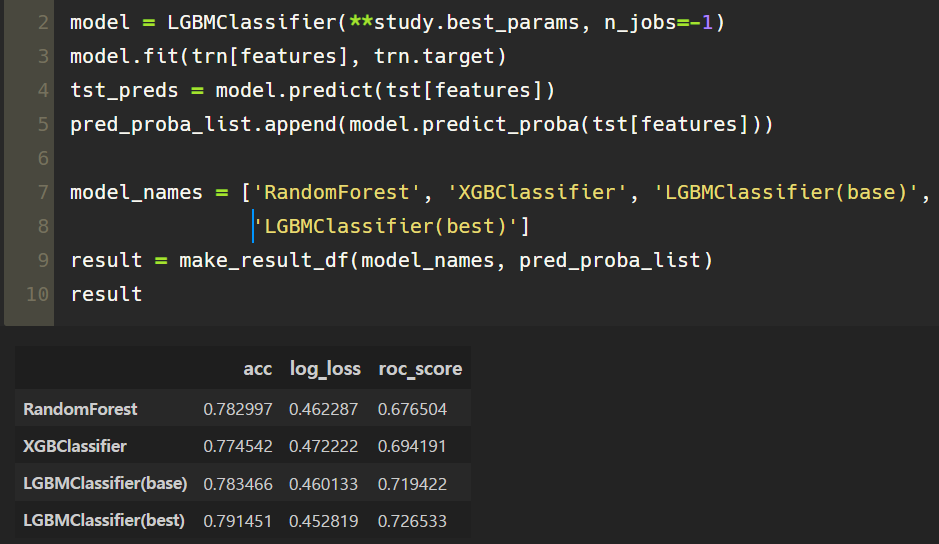 2 model = LGBMClassifier(**study.best_params, n_jobs=-1)
3 model.fit(trn[features], trn.target)
4 tst_preds = model.predict(tst[features])
5 pred_proba_list.append(model.predict_proba(tst[features]))
6
7 model_names = ['RandomForest', 'XGBClassifier', 'LGBMClassifier(base)',
8                'LGBMClassifier(best)']
9 result = make_result_df(model_names, pred_proba_list)
10 result
acc log_loss roc_score
RandomForest 0.782997 0.462287 0.676504
XGBClassifier 0.774542 0.472222 0.694191
LGBMClassifier(base) 0.783466 0.460133 0.719422
LGBMClassifier(best) 0.791451 0.452819 0.726533